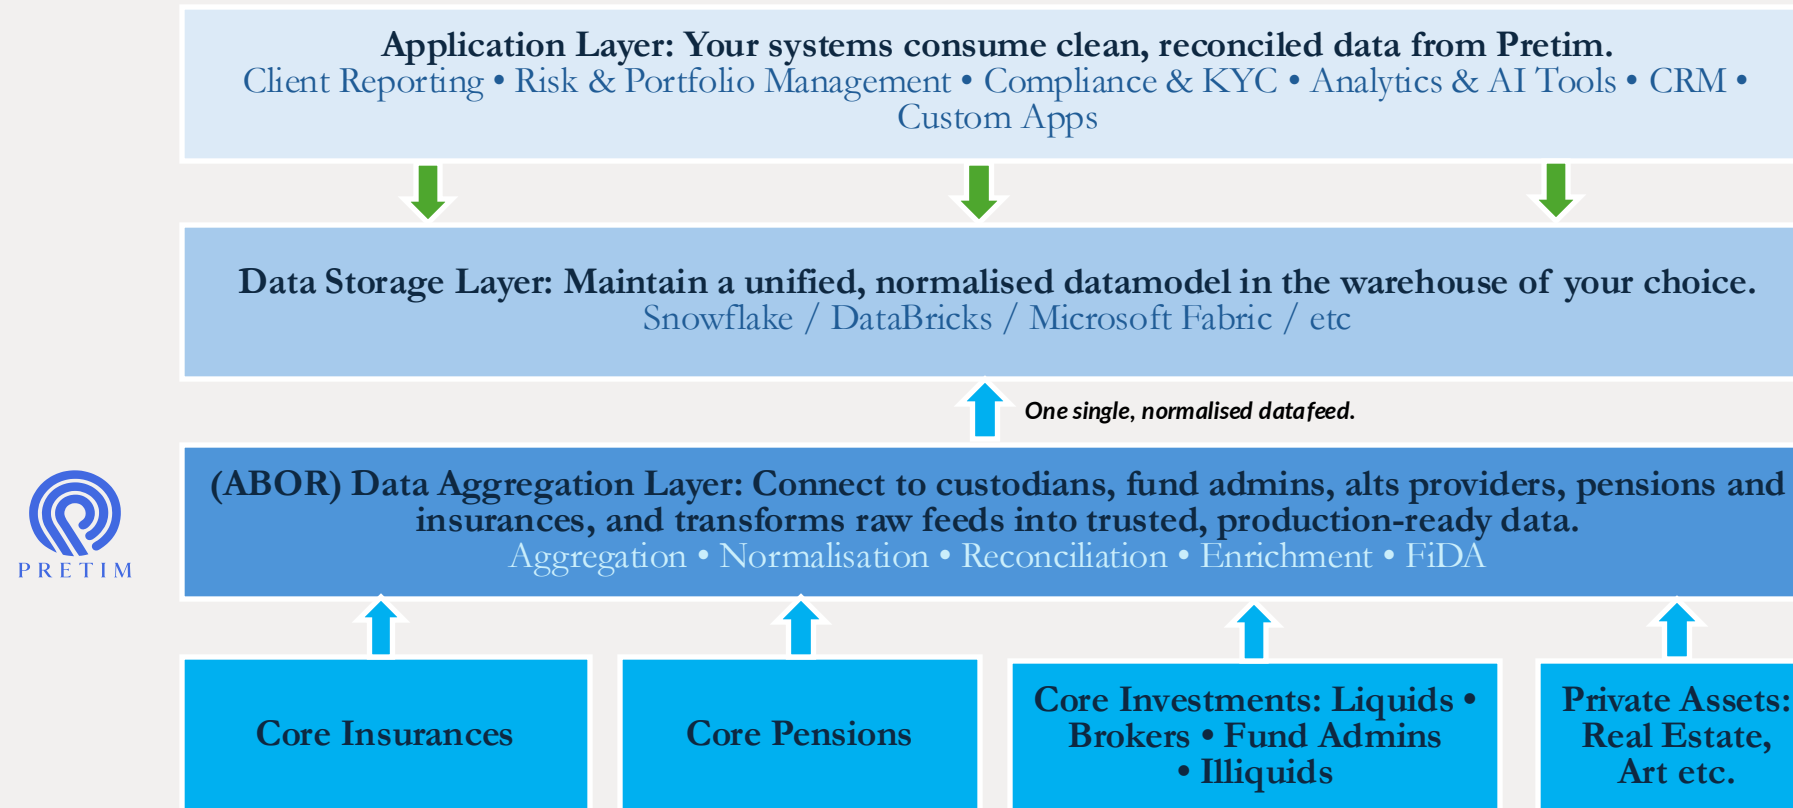 Application Layer: Your systems consume clean, reconciled data from Pretim.
Client Reporting • Risk & Portfolio Management • Compliance & KYC • Analytics & AI Tools • CRM •
Custom Apps
Data Storage Layer: Maintain a unified, normalised datamodel in the warehouse of your choice.
Snowflake / DataBricks / Microsoft Fabric / etc
One single, normalised datafeed.
PRETIM
(ABOR) Data Aggregation Layer: Connect to custodians, fund admins, alts providers, pensions and
insurances, and transforms raw feeds into trusted, production-ready data.
Aggregation • Normalisation • Reconciliation • Enrichment • FiDA
Core Insurances
Core Pensions
Core Investments: Liquids •
Brokers • Fund Admins
• Illiquids
Private Assets:
Real Estate,
Art etc.